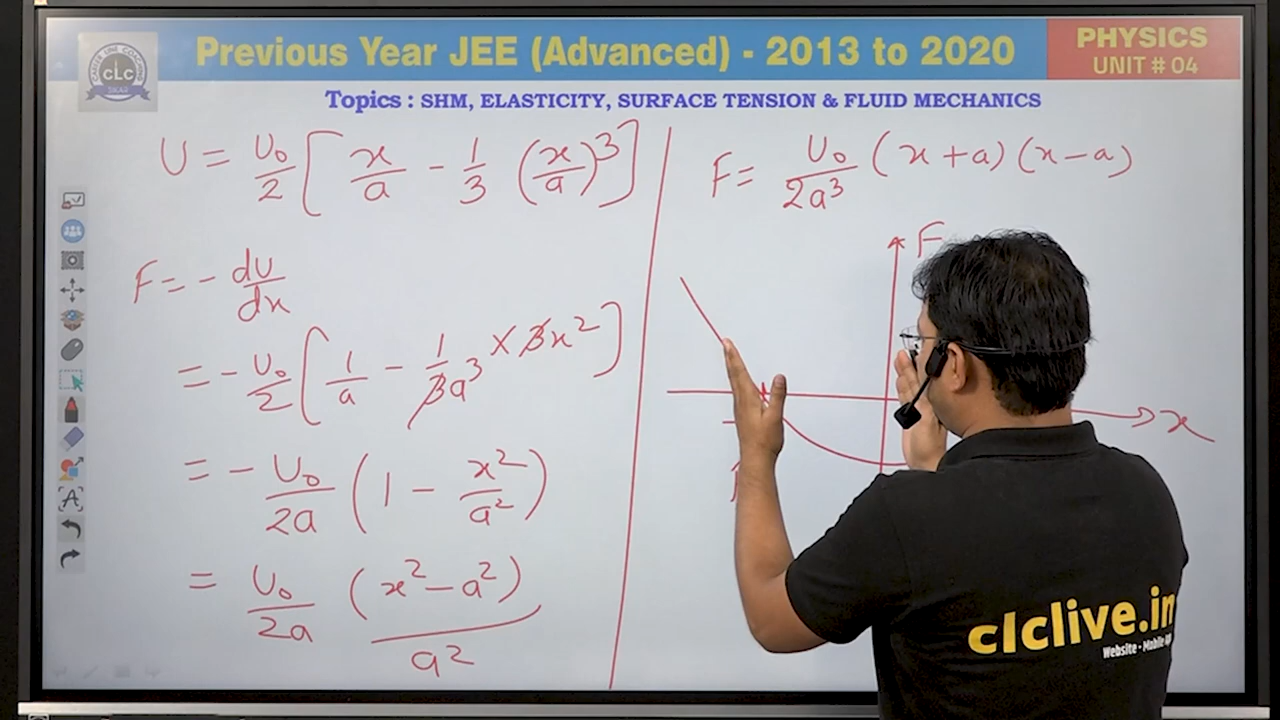 Previous Year JEE (Advanced) - 2013 to 2020
PHYSICS
UNIT # 04
CLC
Topics : SHM, ELASTICITY, SURFACE TENSION & FLUID MECHANICS
U = U₀/2 [x/a - 1/3 (x/a)³]
F = - dU/dx
= - U₀/2 [1/a - 1/3a³ × 3x²]
= - U₀/2a (1 - x²/a²)
= U₀/2a (x² - a²)/a²
F = U₀/2a³ (x + a) (x - a)
F
x
clclive.in
Website - Mobile